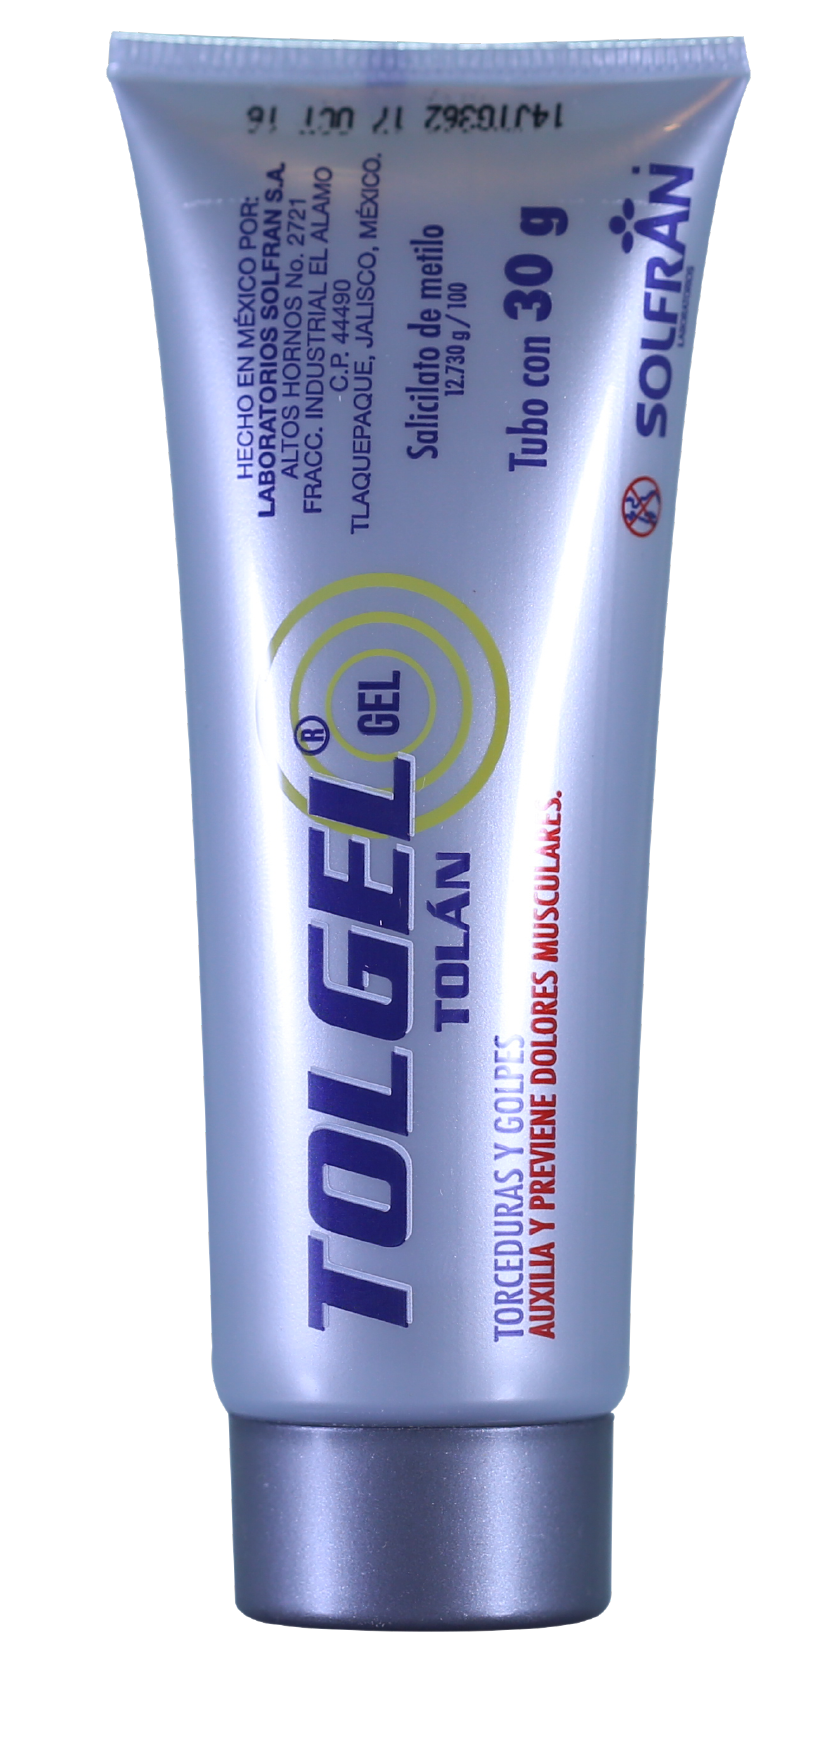 TOLGEL®
GEL
TOLÁN
TORCEDURAS Y GOLPES
AUXILIA Y PREVIENE DOLORES MUSCULARES.
HECHO EN MÉXICO POR:
LABORATORIOS SOLFRAN S.A.
ALTOS HORNOS No. 2721
FRACC. INDUSTRIAL EL ALAMO
C.P. 44490
TLAQUEPAQUE, JALISCO, MÉXICO.
Salicilato de metilo
12.730 g / 100
Tubo con 30 g
SOLFRÁN
LABORATORIOS
14J1G362 17 OCT 16